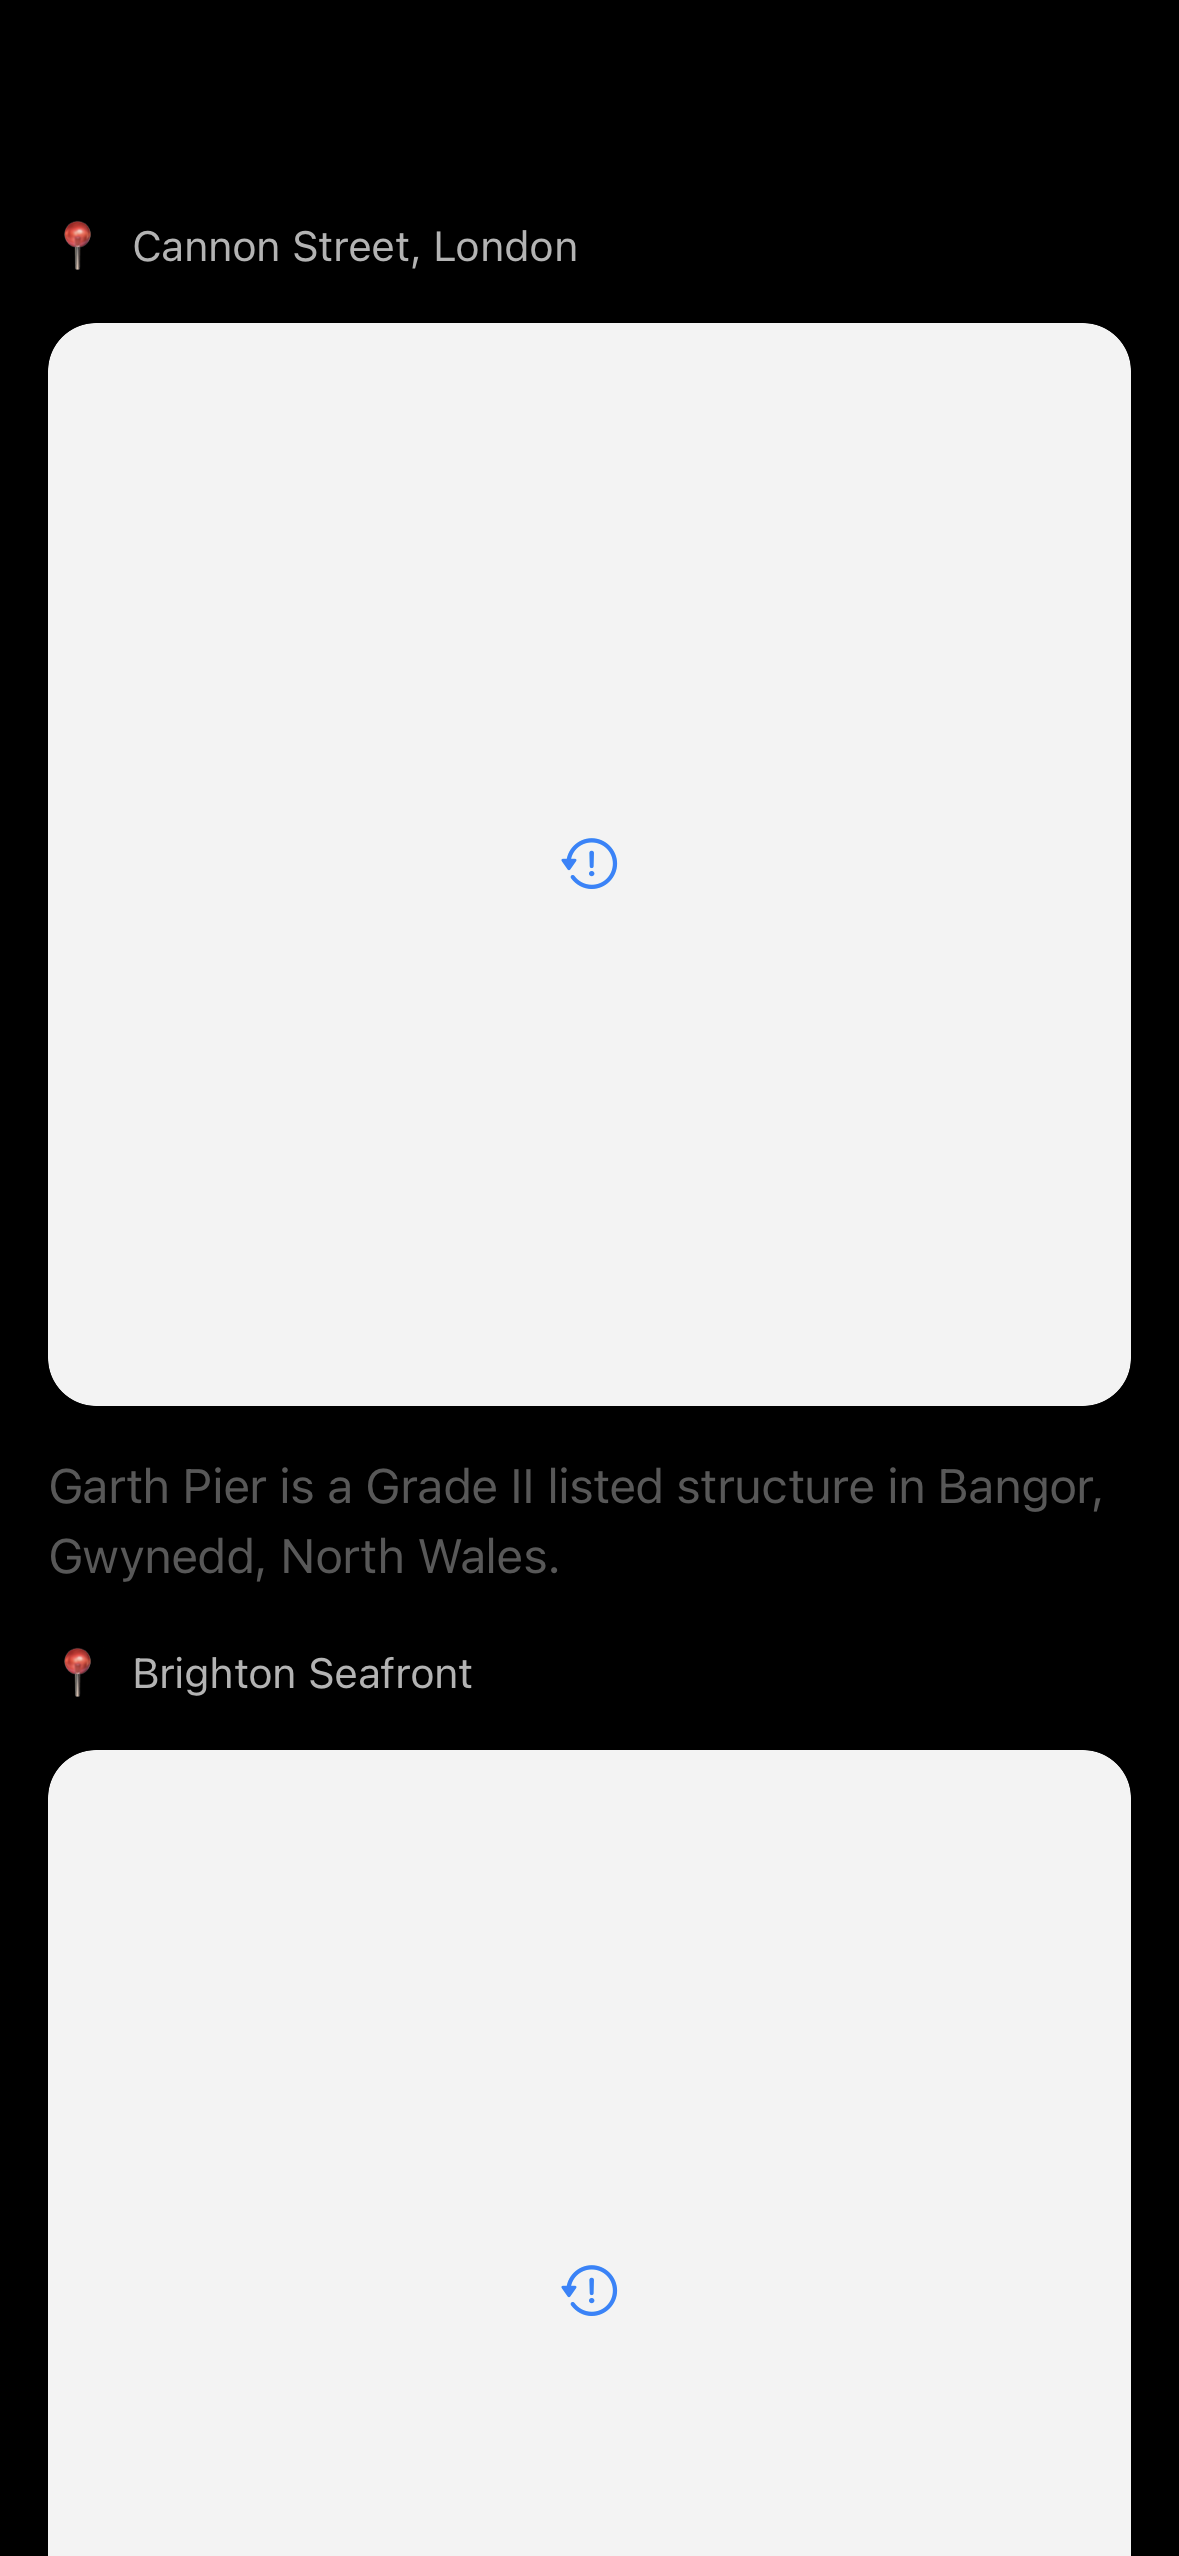 Cannon Street, London
Garth Pier is a Grade II listed structure in Bangor,
Gwynedd, North Wales.
Brighton Seafront